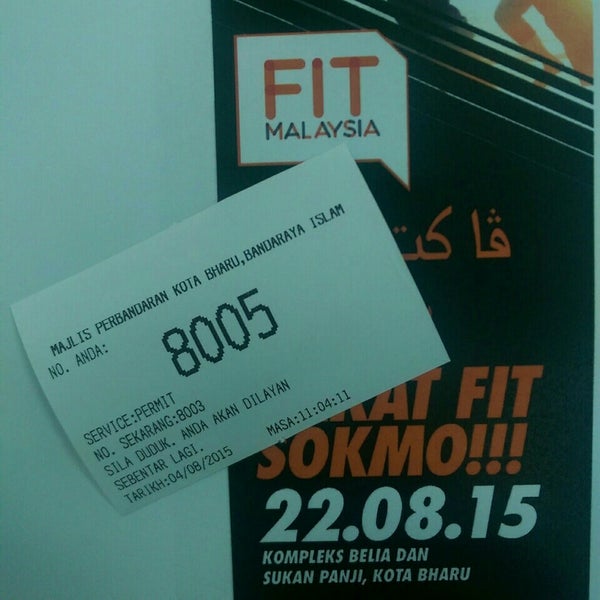 FIT
MALAYSIA
ڤاكت
MAJLIS PERBANDARAN KOTA BHARU,BANDARAYA ISLAM
NO. ANDA:
8005
SERVICE:PERMIT
NO. SEKARANG:8003
SILA DUDUK. ANDA AKAN DILAYAN
SEBENTAR LAGI.
TARIKH:04/08/2015 MASA:11:04:11
FIT
SOKMO!!!
22.08.15
KOMPLEKS BELIA DAN
SUKAN PANJI, KOTA BHARU